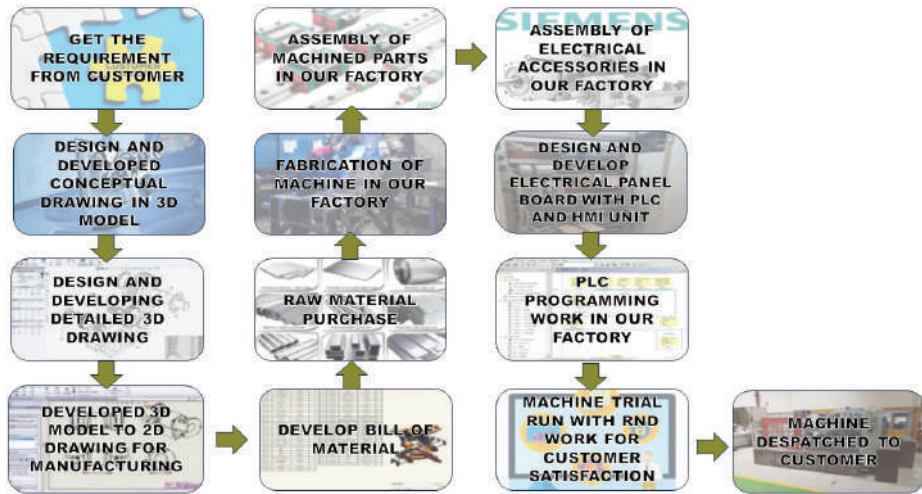 GET THE
REQUIREMENT
FROM CUSTOMER
DESIGN AND
DEVELOPED
CONCEPTUAL
DRAWING IN 3D
MODEL
DESIGN AND
DEVELOPING
DETAILED 3D
DRAWING
DEVELOPED 3D
MODEL TO 2D
DRAWING FOR
MANUFACTURING
DEVELOP BILL OF
MATERIAL
RAW MATERIAL
PURCHASE
FABRICATION OF
MACHINE IN OUR
FACTORY
ASSEMBLY OF
MACHINED PARTS
IN OUR FACTORY
SIEMENS
ASSEMBLY OF
ELECTRICAL
ACCESSORIES IN
OUR FACTORY
DESIGN AND
DEVELOP
ELECTRICAL PANEL
BOARD WITH PLC
AND HMI UNIT
PLC
PROGRAMMING
WORK IN OUR
FACTORY
MACHINE TRIAL
RUN WITH RND
WORK FOR
CUSTOMER
SATISFACTION
MACHINE
DESPATCHED TO
CUSTOMER